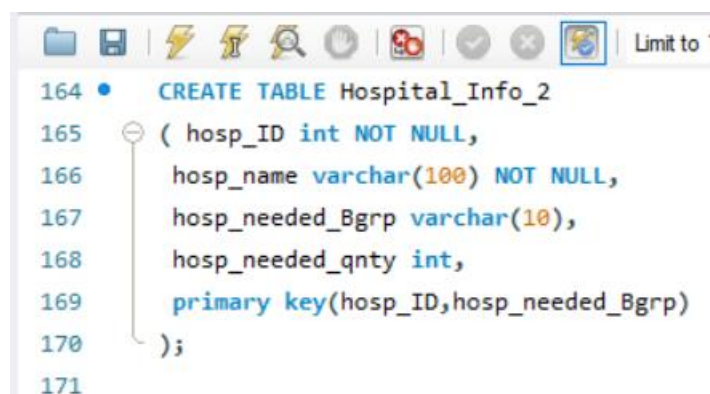 Limit to
164 CREATE TABLE Hospital_Info_2
165 ( hosp_ID int NOT NULL,
166 hosp_name varchar(100) NOT NULL,
167 hosp_needed_Bgrp varchar(10),
168 hosp_needed_qnty int,
169 primary key(hosp_ID,hosp_needed_Bgrp)
170 );
171